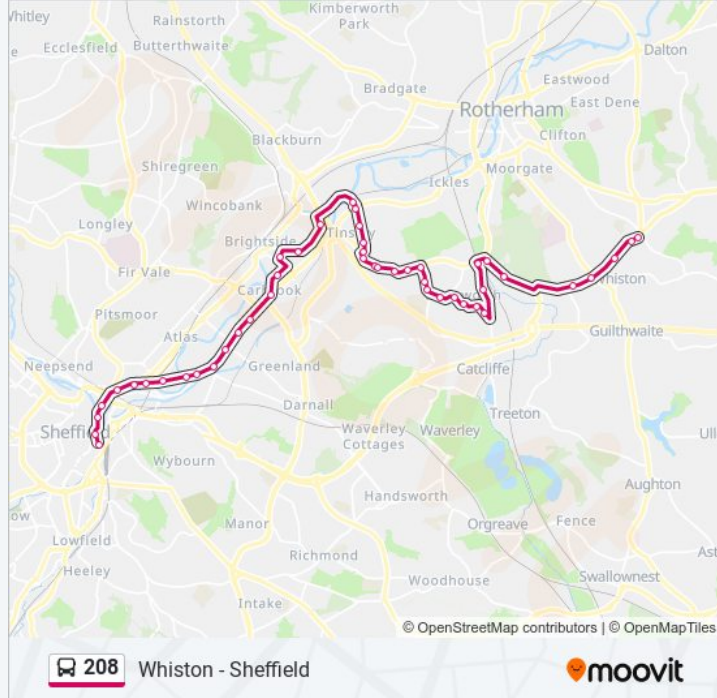 Whitley
Kimberworth
Park
Rainstorth
Ecclesfield
Butterthwaite
Dalton
Bradgate
Eastwood
Rotherham
East Dene
Blackburn
Clifton
Shiregreen
Moorgate
Ickles
Wincobank
Longley
Brightside
Tinsley
Fir Vale
Carbrook
Whiston
Pitsmoor
Atlas
Guilthwaite
Neepsend
Greenland
Catcliffe
Darnall
Treeton
Sheffield
Waverley
Cottages
Waverley
Ull
Wybourn
Aughton
Handsworth
Manor
Orgreave
Fence
Lowfield
Richmond
Ast
Heeley
Woodhouse
Swallownest
Intake
© OpenStreetMap contributors | © OpenMapTiles
208 Whiston - Sheffield
moovit